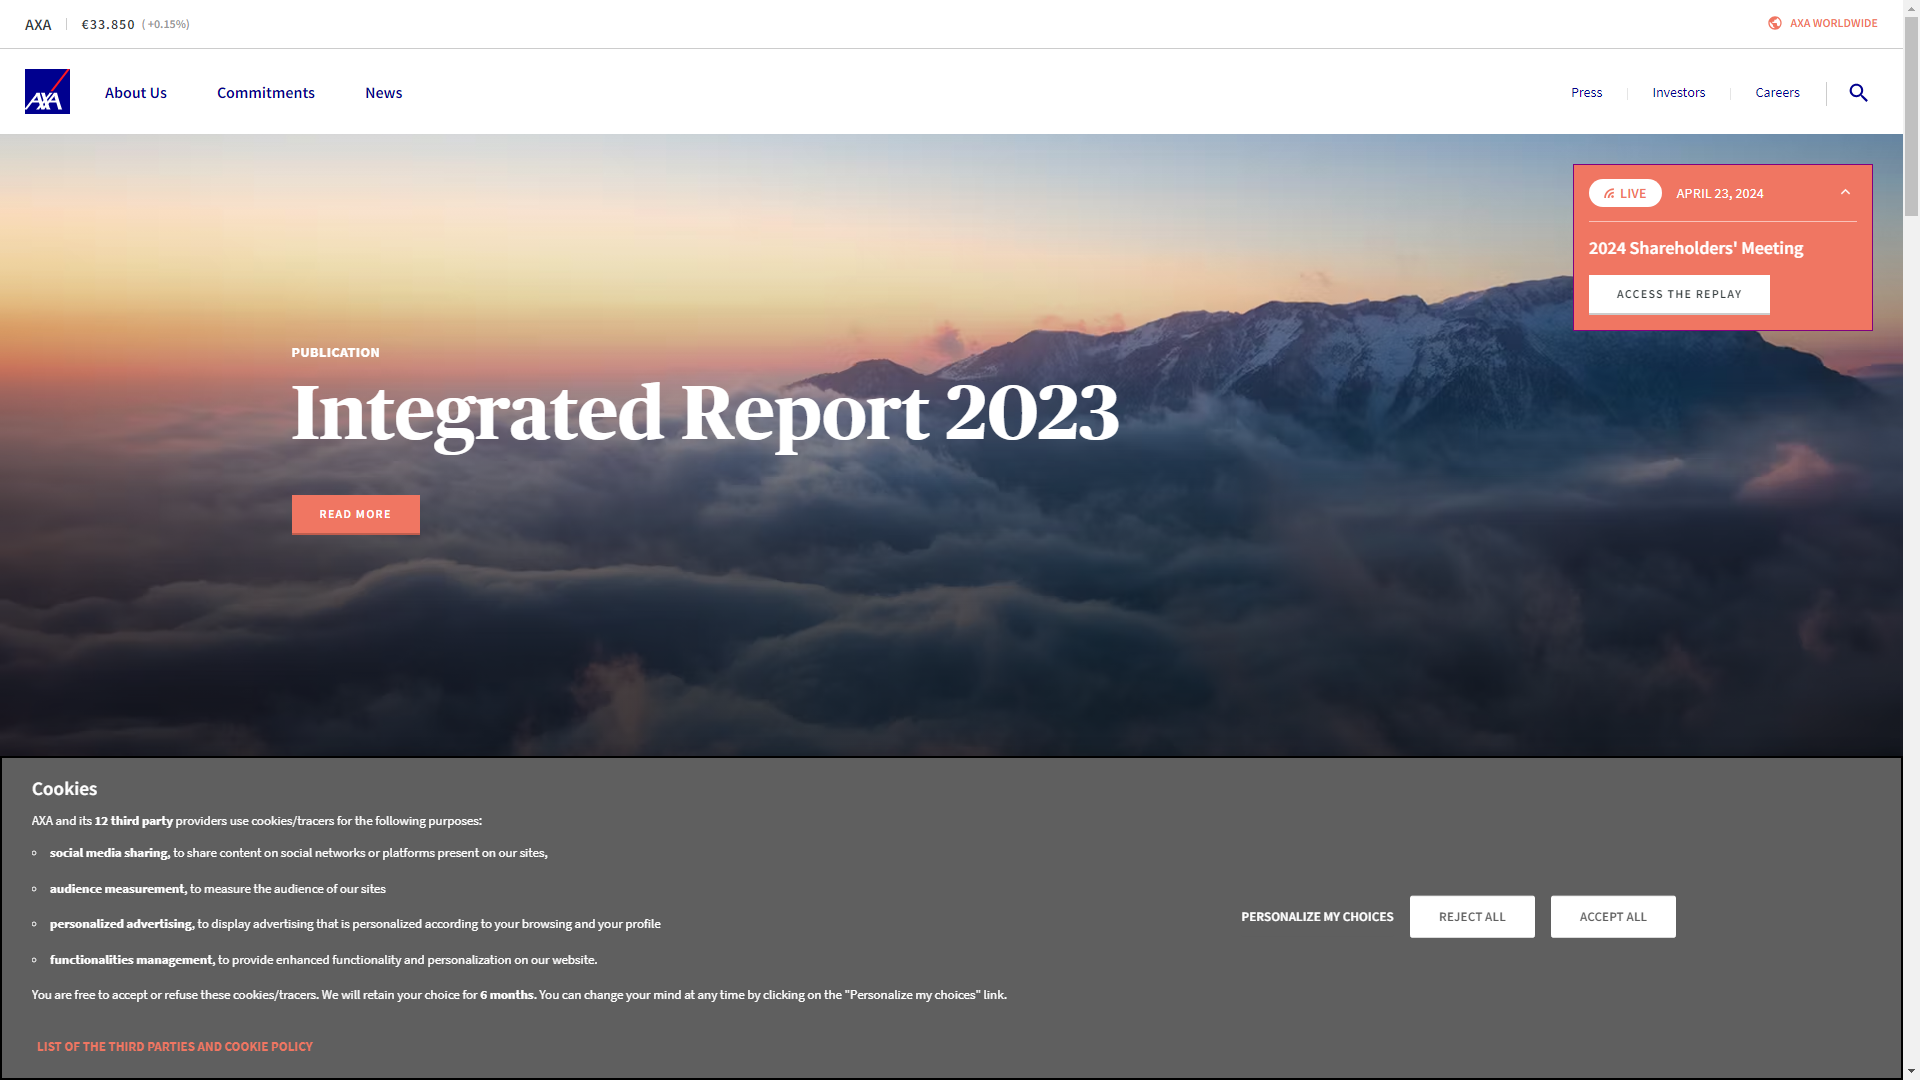 AXA €33.850 ( +0.15%)
AXA WORLDWIDE
AXA
About Us Commitments News
Press Investors Careers
LIVE APRIL 23, 2024
2024 Shareholders' Meeting
ACCESS THE REPLAY
PUBLICATION
Integrated Report 2023
READ MORE
Cookies
AXA and its 12 third party providers use cookies/tracers for the following purposes:
social media sharing, to share content on social networks or platforms present on our sites,
audience measurement, to measure the audience of our sites
personalized advertising, to display advertising that is personalized according to your browsing and your profile
functionalities management, to provide enhanced functionality and personalization on our website.
You are free to accept or refuse these cookies/tracers. We will retain your choice for 6 months. You can change your mind at any time by clicking on the "Personalize my choices" link.
LIST OF THE THIRD PARTIES AND COOKIE POLICY
PERSONALIZE MY CHOICES
REJECT ALL
ACCEPT ALL